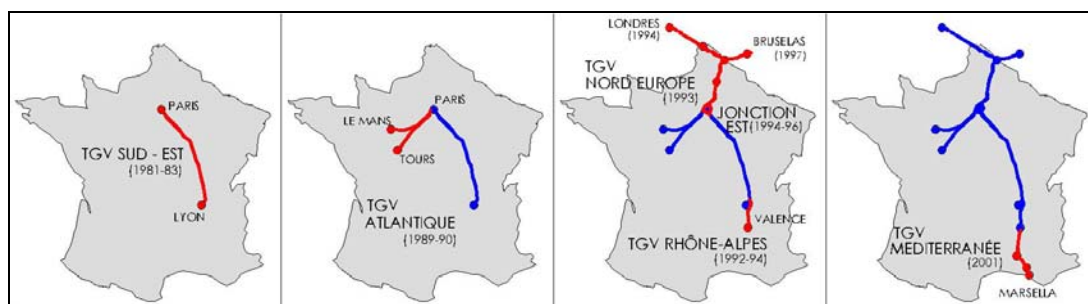 PARIS
TGV SUD - EST
(1981-83)
LYON
PARIS
LE MANS
TOURS
TGV
ATLANTIQUE
(1989-90)
LONDRES
(1994)
BRUSELAS
(1997)
TGV
NORD EUROPE
(1993)
JONCTION
EST (1994-96)
VALENCE
TGV RHÔNE-ALPES
(1992-94)
TGV
MEDITERRANÉE
(2001)
MARSELLA